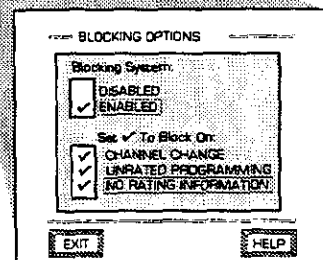 BLOCKING OPTIONS
Blocking System:
DISABLED
✓ ENABLED
Set ✓ To Block On:
✓ CHANNEL CHANGE
✓ UNRATED PROGRAMMING
✓ NO RATING INFORMATION
EXIT HELP